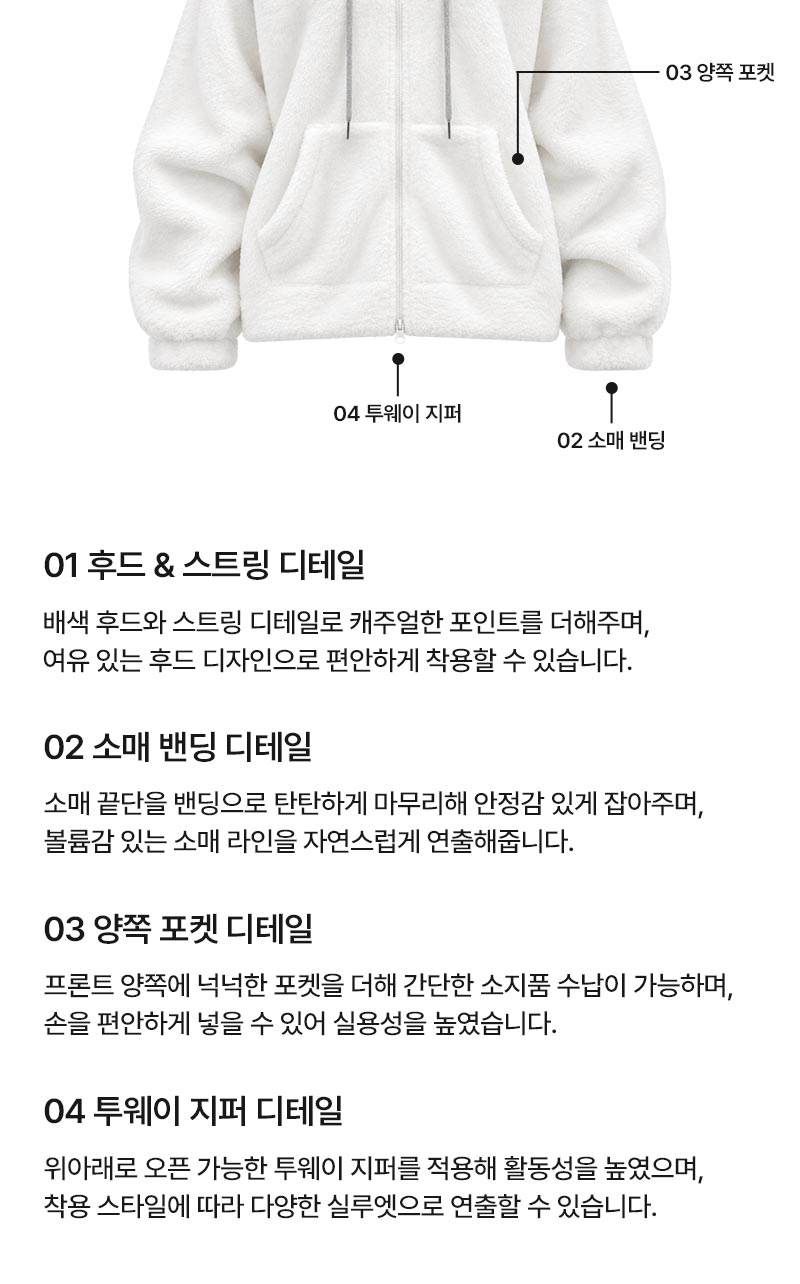 03 양쪽 포켓
04 투웨이 지퍼
02 소매 밴딩
01 후드 & 스트링 디테일
배색 후드와 스트링 디테일로 캐주얼한 포인트를 더해주며,
여유 있는 후드 디자인으로 편안하게 착용할 수 있습니다.
02 소매 밴딩 디테일
소매 끝단을 밴딩으로 탄탄하게 마무리해 안정감 있게 잡아주며,
볼륨감 있는 소매 라인을 자연스럽게 연출해줍니다.
03 양쪽 포켓 디테일
프론트 양쪽에 넉넉한 포켓을 더해 간단한 소지품 수납이 가능하며,
손을 편안하게 넣을 수 있어 실용성을 높였습니다.
04 투웨이 지퍼 디테일
위아래로 오픈 가능한 투웨이 지퍼를 적용해 활동성을 높였으며,
착용 스타일에 따라 다양한 실루엣으로 연출할 수 있습니다.